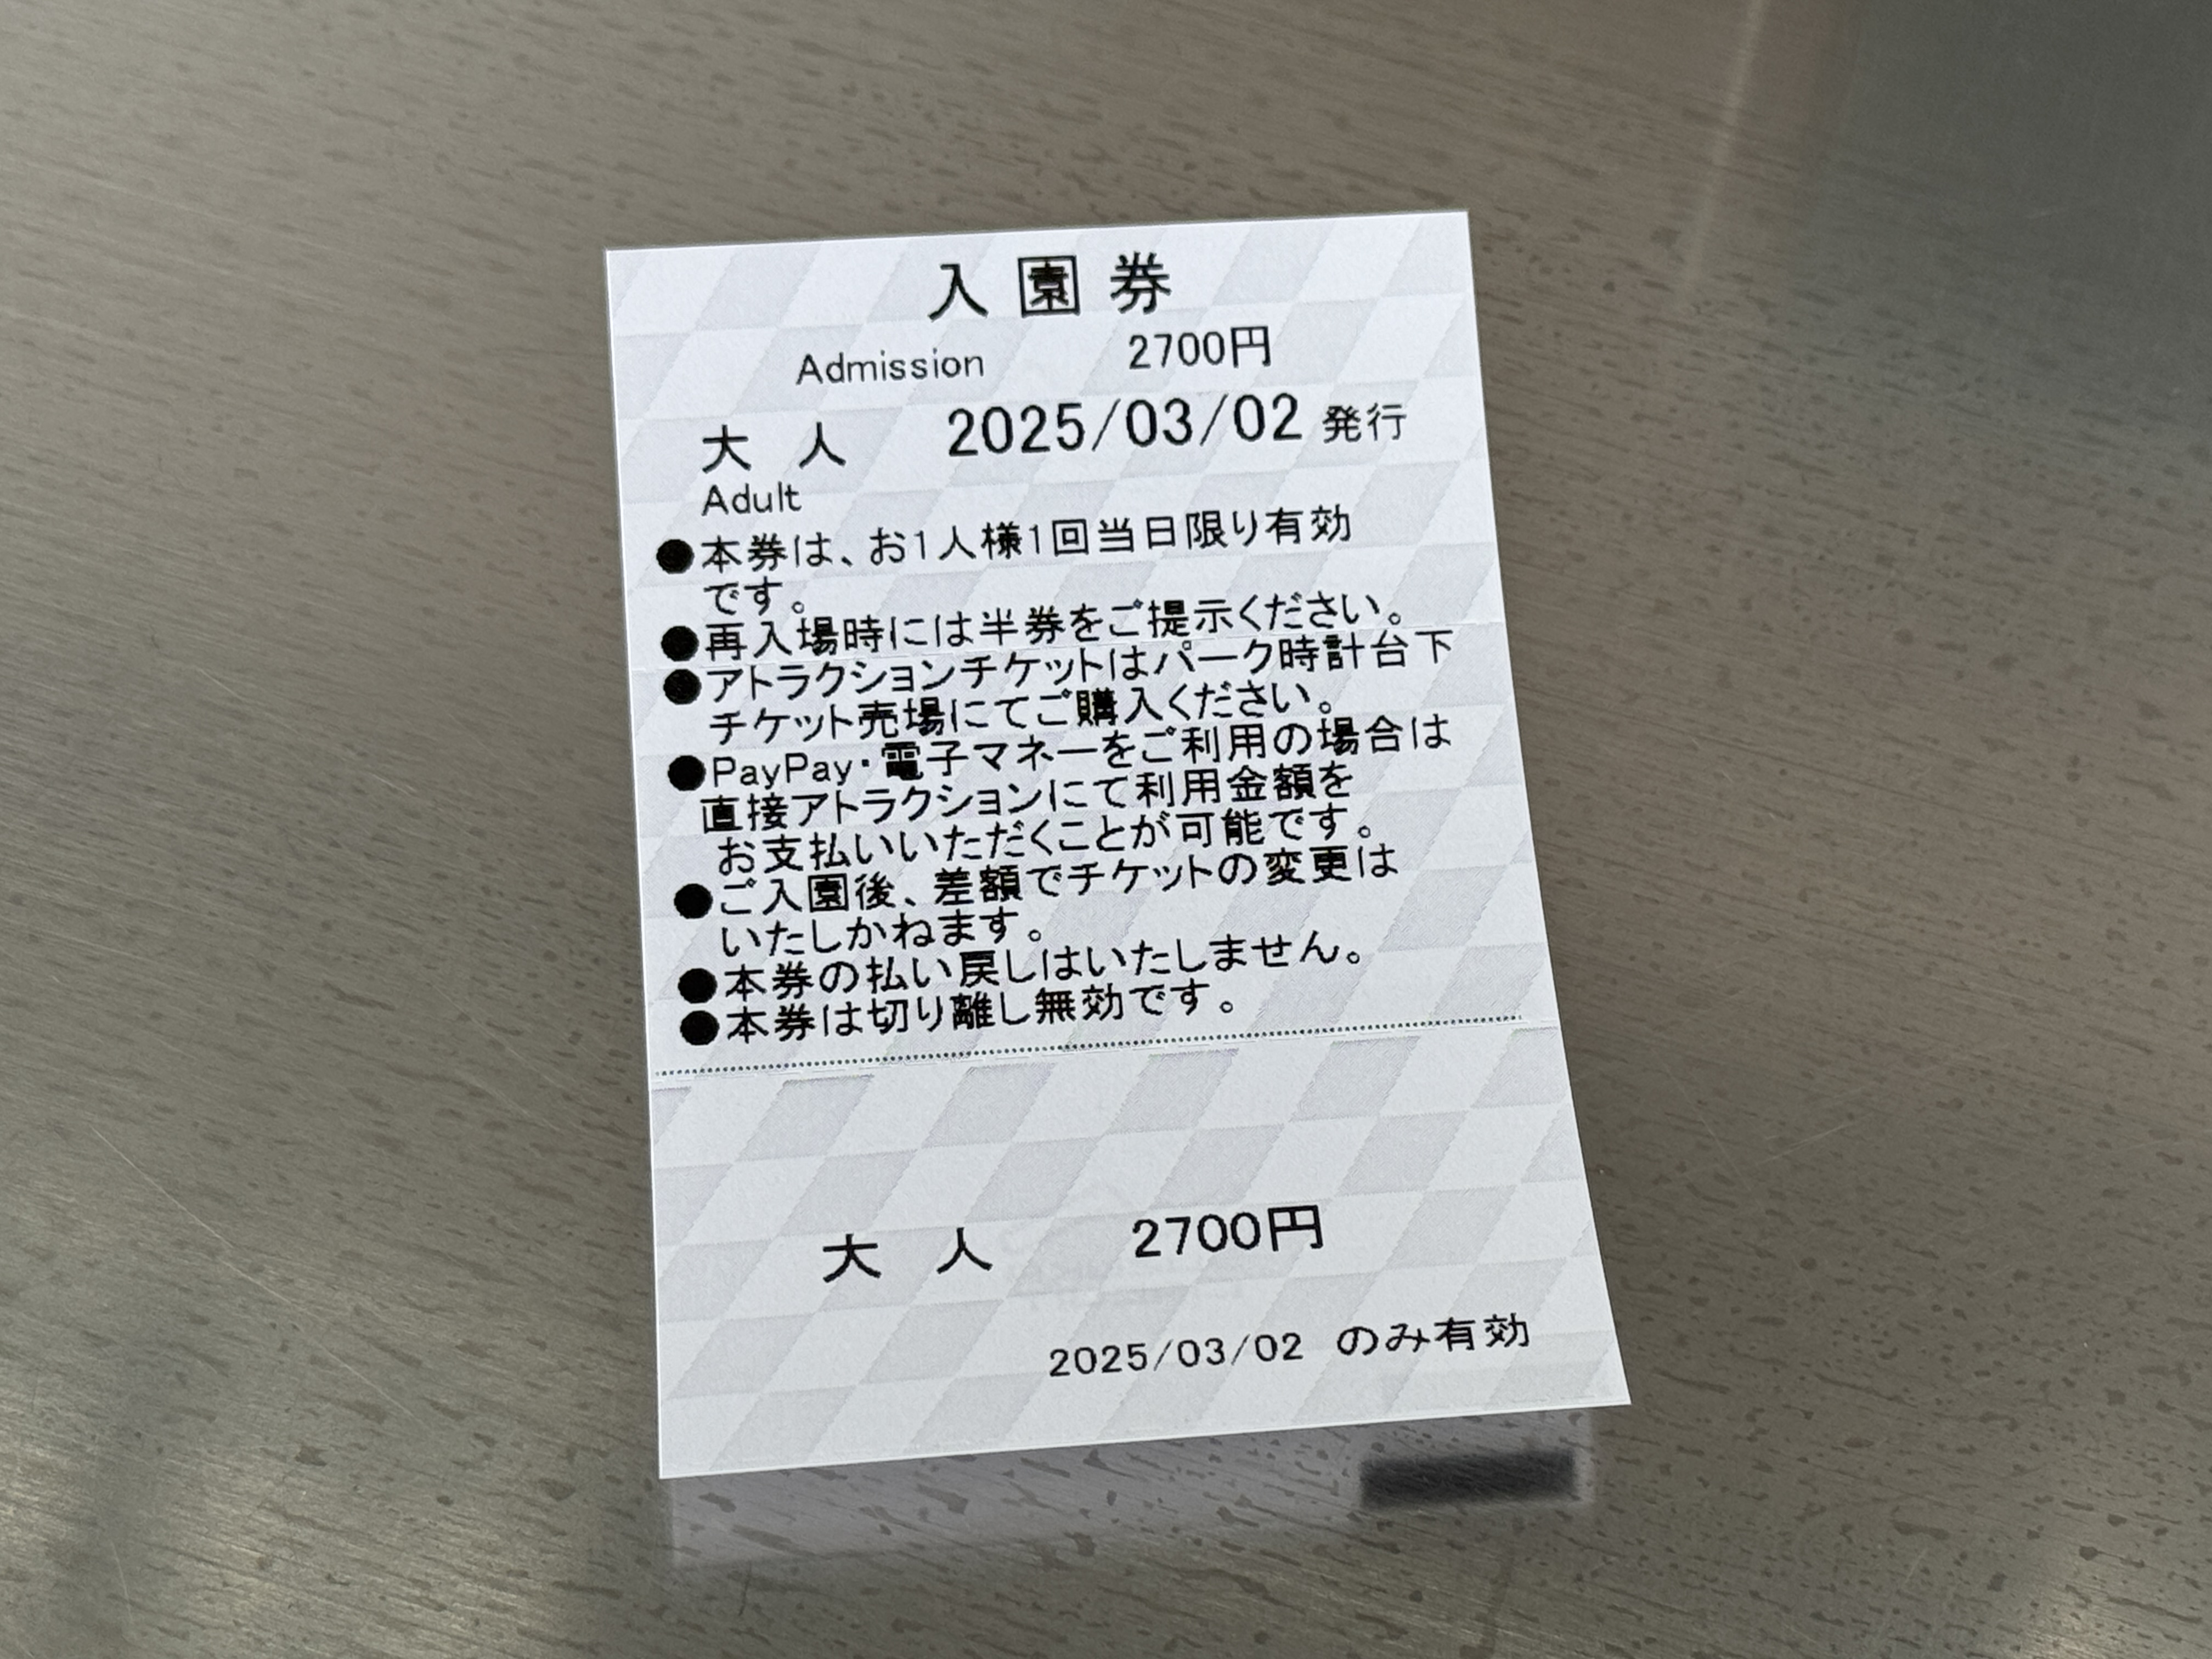 入園券
Admission 2700円
大人 2025/03/02 発行
Adult
●本券は、お1人様1回当日限り有効
です。
●再入場時には半券をご提示ください。
●アトラクションチケットはパーク時計台下
チケット売場にてご購入ください。
●PayPay・電子マネーをご利用の場合は
直接アトラクションにて利用金額を
お支払いいただくことが可能です。
●ご入園後、差額でチケットの変更は
いたしかねます。
●本券の払い戻しはいたしません。
●本券は切り離し無効です。
大人 2700円
2025/03/02 のみ有効